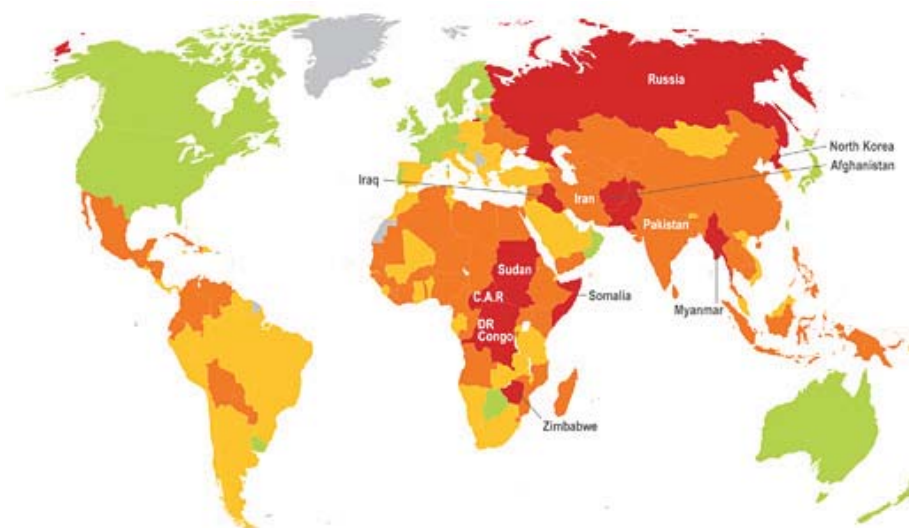 Russia
North Korea
Afghanistan
Iraq
Iran
Pakistan
Sudan
C.A.R
Somalia
Myanmar
DR
Congo
Zimbabwe